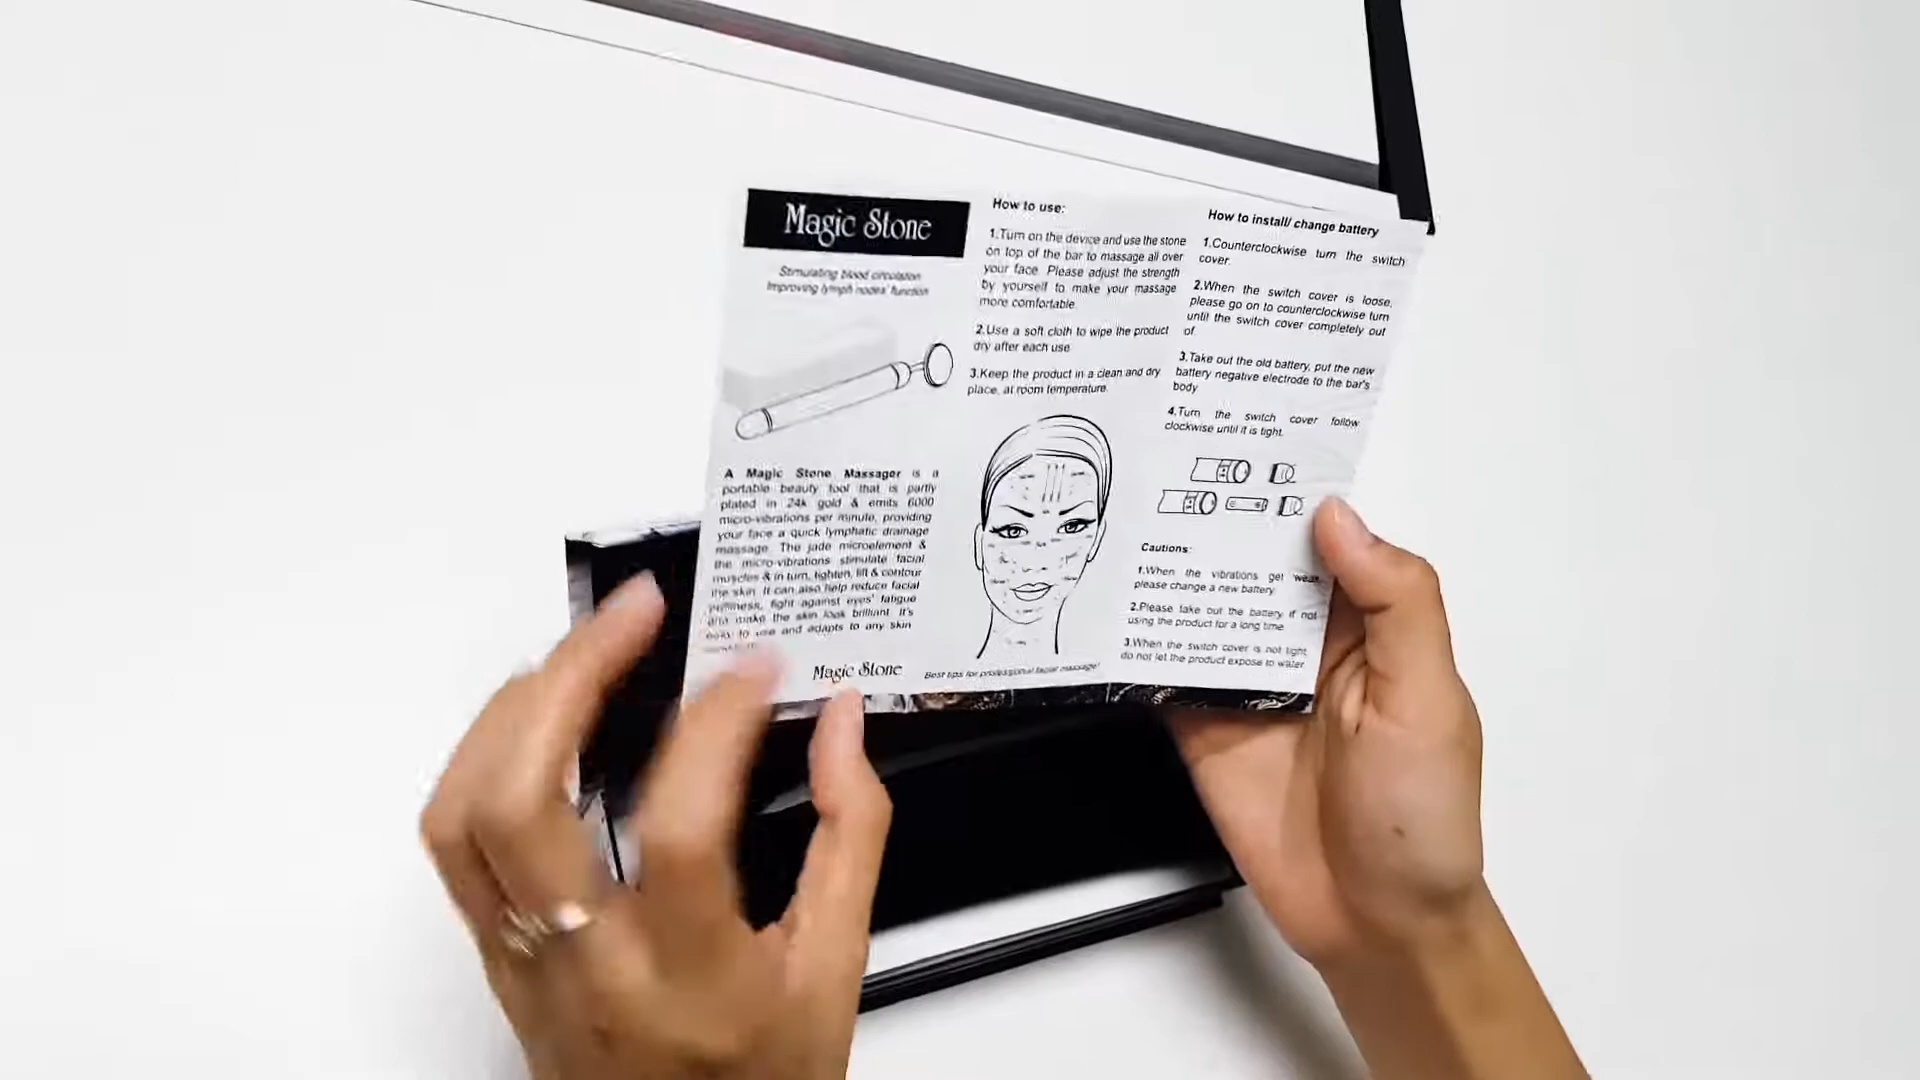 Magic Stone
Stimulating blood circulation
Improving lymph nodes' function
A Magic Stone Massager is a
portable beauty tool that is partly
plated in 24k gold & emits 6000
micro-vibrations per minute, providing
your face a quick lymphatic drainage
massage. The jade microelement &
the micro-vibrations stimulate facial
muscles & in turn, tighten, lift & contour
the skin. It can also help reduce facial
puffiness, fight against eyes' fatigue
and make the skin look brilliant. It's
easy to use and adapts to any skin
Magic Stone
How to use:
1.Turn on the device and use the stone
on top of the bar to massage all over
your face. Please adjust the strength
by yourself to make your massage
more comfortable.
2.Use a soft cloth to wipe the product
dry after each use
3.Keep the product in a clean and dry
place, at room temperature.
Best tips for professional facial massage!
How to install/ change battery
1.Counterclockwise turn the switch
cover.
2.When the switch cover is loose,
please go on to counterclockwise turn
until the switch cover completely out
of.
3.Take out the old battery, put the new
battery negative electrode to the bar's
body
4.Turn the switch cover follow
clockwise until it is tight.
Cautions:
1.When the vibrations get weak,
please change a new battery.
2.Please take out the battery if not
using the product for a long time.
3.When the switch cover is not tight,
do not let the product expose to water.